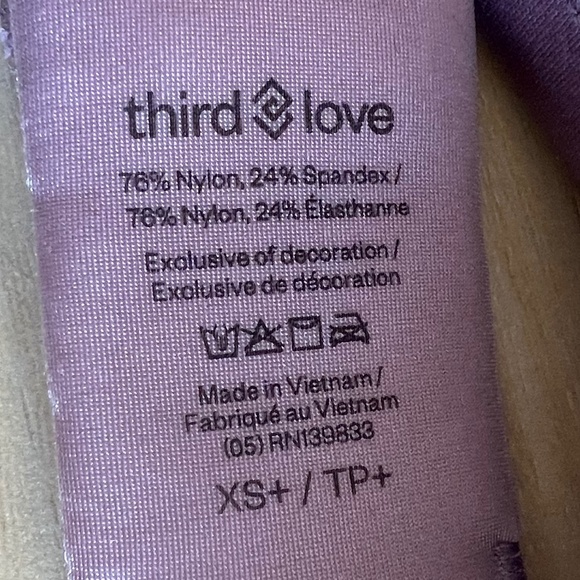 third love
76% Nylon, 24% Spandex /
76% Nylon, 24% Élasthanne
Exclusive of decoration /
Exclusive de décoration
Made in Vietnam /
Fabriqué au Vietnam
(05) RN139833
XS+ / TP+